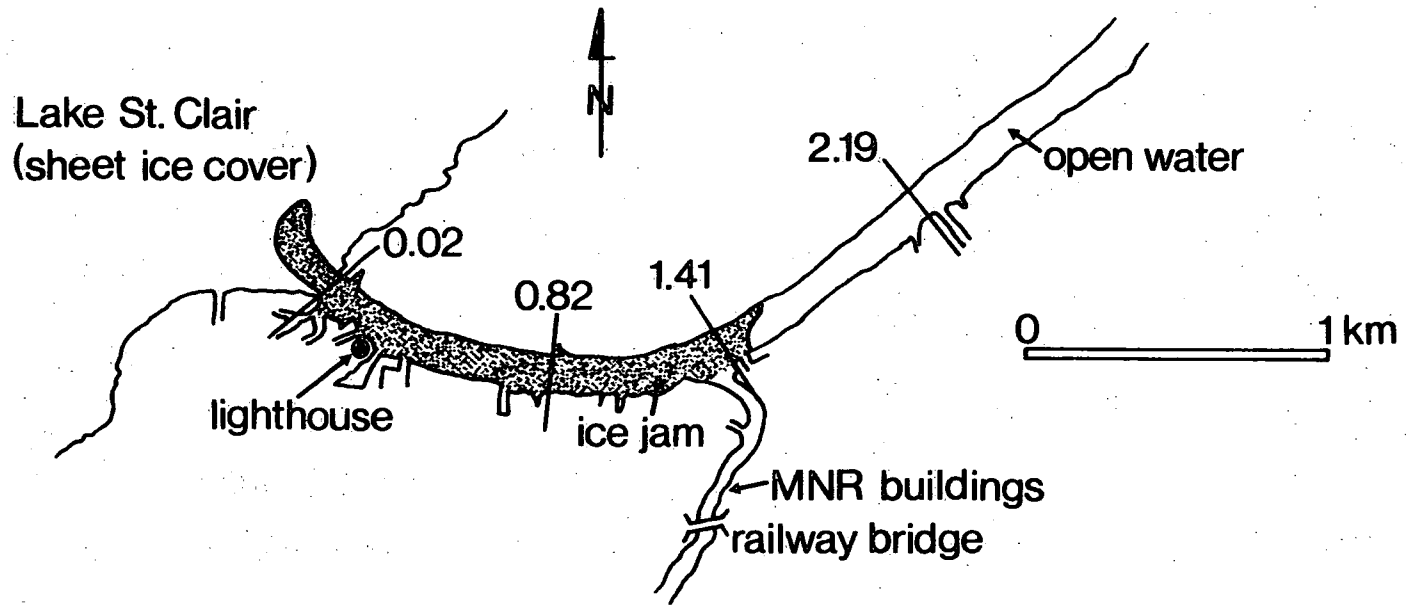 N
Lake St. Clair
(sheet ice cover)
2.19
open water
0.02
0.82
1.41
0
1 km
lighthouse
ice jam
MNR buildings
railway bridge